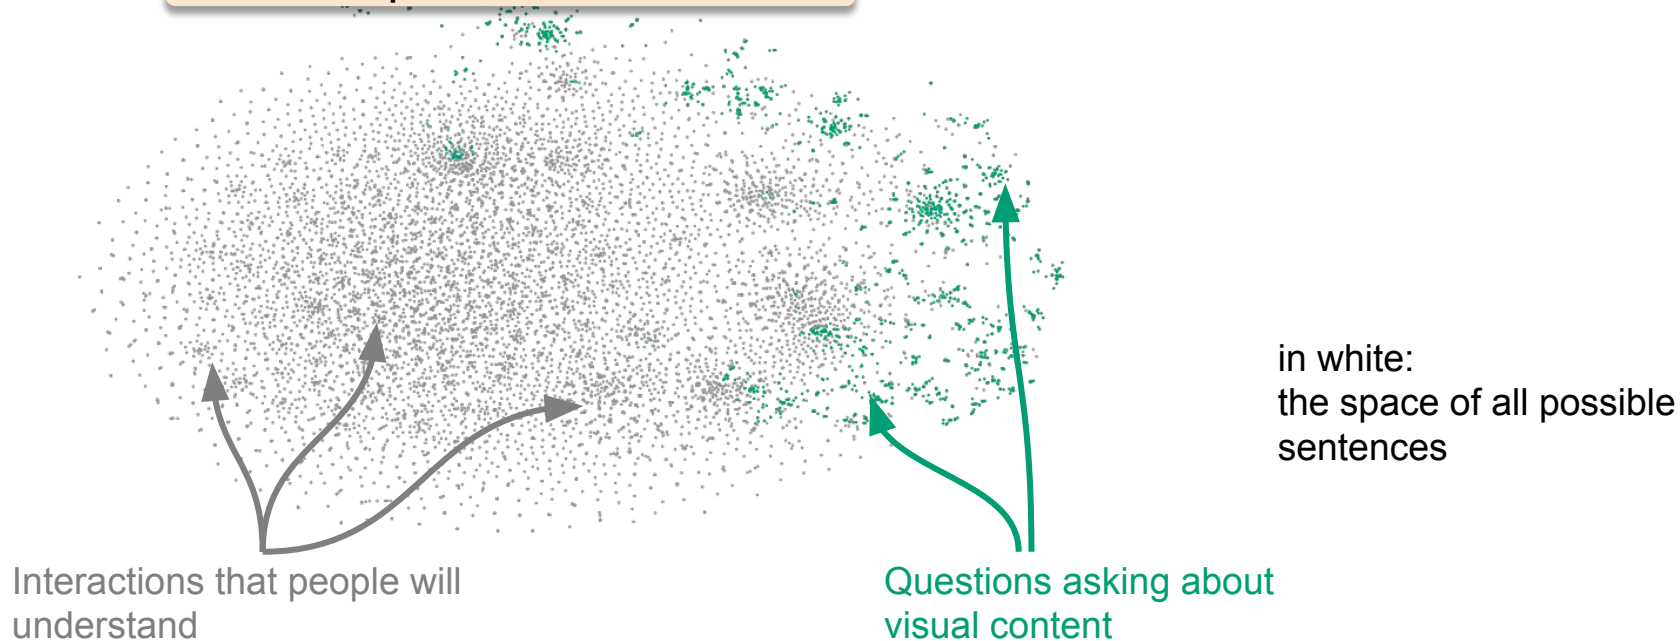 in white:
the space of all possible
sentences
Interactions that people will
understand
Questions asking about
visual content